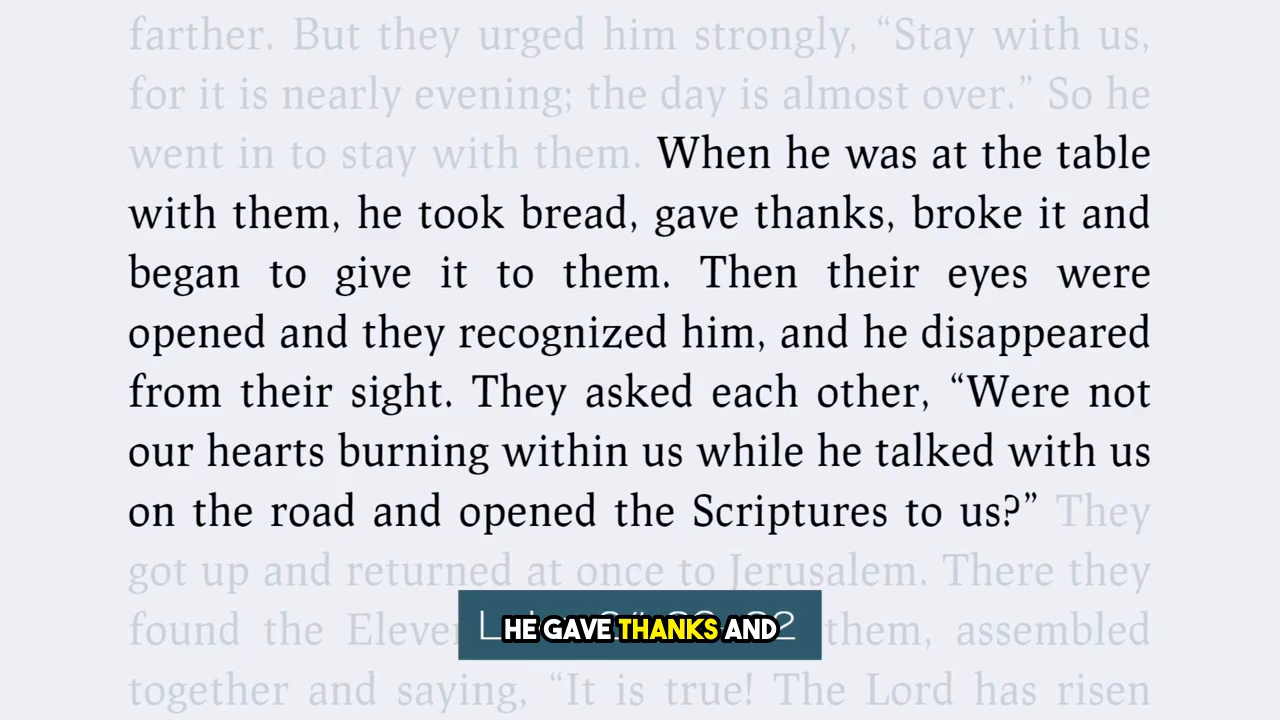 farther. But they urged him strongly, “Stay with us,
for it is nearly evening; the day is almost over.” So he
went in to stay with them. When he was at the table
with them, he took bread, gave thanks, broke it and
began to give it to them. Then their eyes were
opened and they recognized him, and he disappeared
from their sight. They asked each other, “Were not
our hearts burning within us while he talked with us
on the road and opened the Scriptures to us?” They
got up and returned at once to Jerusalem. There they
found the them, assembled
HE GAVE THANKS AND
together and saying, “It is true! The Lord has risen